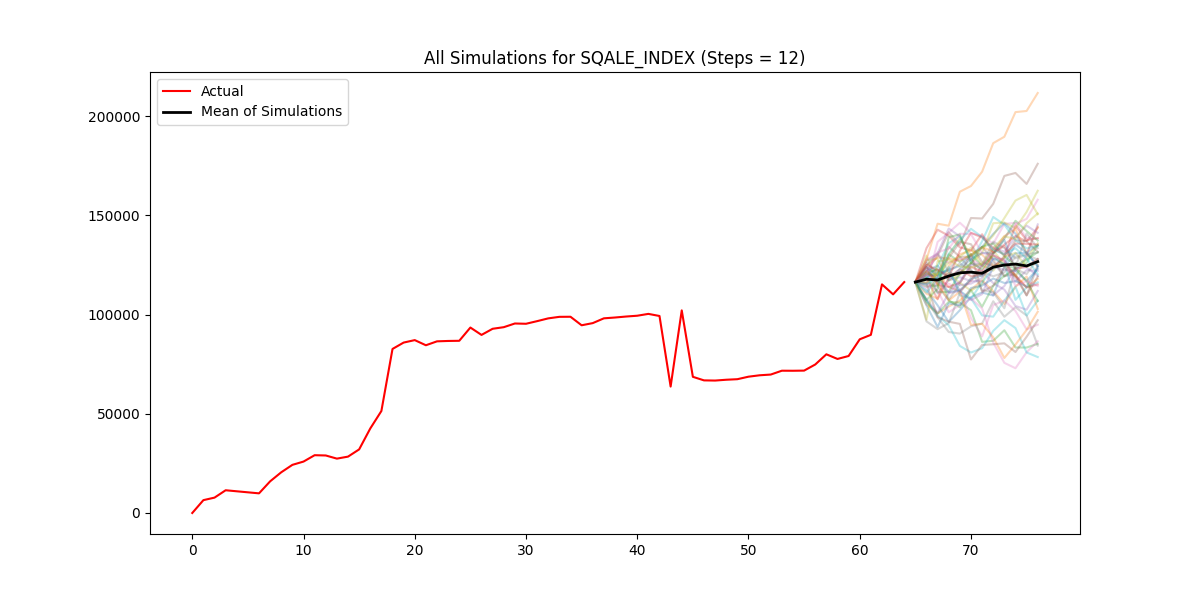 All Simulations for SQALE_INDEX (Steps = 12)
Actual
Mean of Simulations
200000
150000
100000
50000
0
0 10 20 30 40 50 60 70